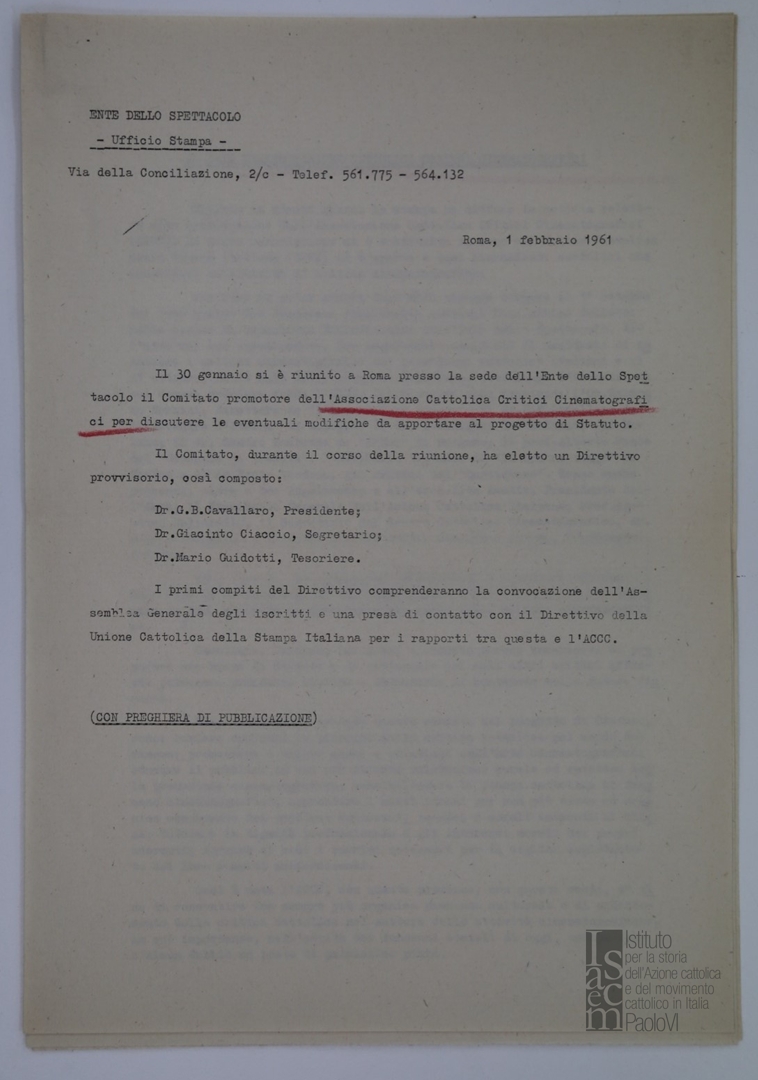 ENTE DELLO SPETTACOLO
- Ufficio Stampa -
Via della Conciliazione, 2/c - Telef. 561.775 - 564.132
Roma, 1 febbraio 1961
Il 30 gennaio si è riunito a Roma presso la sede dell'Ente dello Spet
tacolo il Comitato promotore dell'Associazione Cattolica Critici Cinematografi
ci per discutere le eventuali modifiche da apportare al progetto di Statuto.
Il Comitato, durante il corso della riunione, ha eletto un Direttivo
provvisorio, così composto:
Dr.G.B.Cavallaro, Presidente;
Dr.Giacinto Ciaccio, Segretario;
Dr.Mario Guidotti, Tesoriere.
I primi compiti del Direttivo comprenderanno la convocazione dell'As-
semblea Generale degli iscritti e una presa di contatto con il Direttivo della
Unione Cattolica della Stampa Italiana per i rapporti tra questa e l'ACCC.
(CON PREGHIERA DI PUBBLICAZIONE)
Isacem
Istituto
per la storia
dell'Azione cattolica
e del movimento
cattolico in Italia
PaoloVI